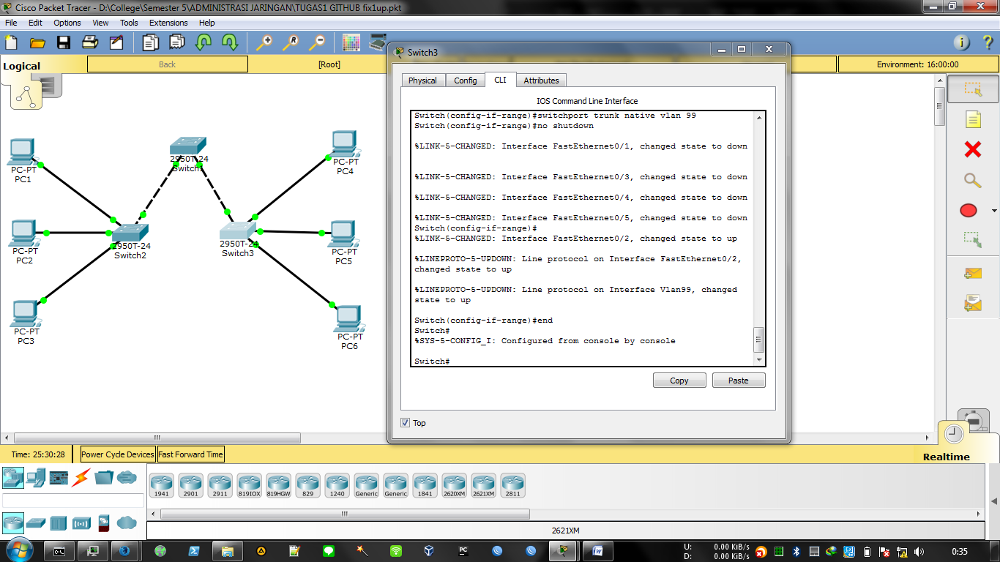 Cisco Packet Tracer - D:\College\Semester 5\ADMINISTRASI JARINGAN\TUGAS1 GITHUB fix1up.pkt
File Edit Options View Tools Extensions Help
Logical
Back
[Root]
Environment: 16:00:00
PC-PT
PC1
PC-PT
PC2
PC-PT
PC3
2950T-24
Switch1
2950T-24
Switch2
2950T-24
Switch3
PC-PT
PC4
PC-PT
PC5
PC-PT
PC6
Switch3
Physical Config CLI Attributes
IOS Command Line Interface
Switch(config-if-range)#switchport trunk native vlan 99
Switch(config-if-range)#no shutdown
%LINK-5-CHANGED: Interface FastEthernet0/1, changed state to down
%LINK-5-CHANGED: Interface FastEthernet0/3, changed state to down
%LINK-5-CHANGED: Interface FastEthernet0/4, changed state to down
%LINK-5-CHANGED: Interface FastEthernet0/5, changed state to down
Switch(config-if-range)#
%LINK-5-CHANGED: Interface FastEthernet0/2, changed state to up
%LINEPROTO-5-UPDOWN: Line protocol on Interface FastEthernet0/2,
changed state to up
%LINEPROTO-5-UPDOWN: Line protocol on Interface Vlan99, changed
state to up
Switch(config-if-range)#end
Switch#
%SYS-5-CONFIG_I: Configured from console by console
Switch#
Copy Paste
Top
Time: 25:30:28 Power Cycle Devices Fast Forward Time
Realtime
1941 2901 2911 819IOX 819HGW 829 1240 Generic Generic 1841 2620XM 2621XM 2811
2621XM
U: 0.00 KiB/s
D: 0.00 KiB/s
0:35